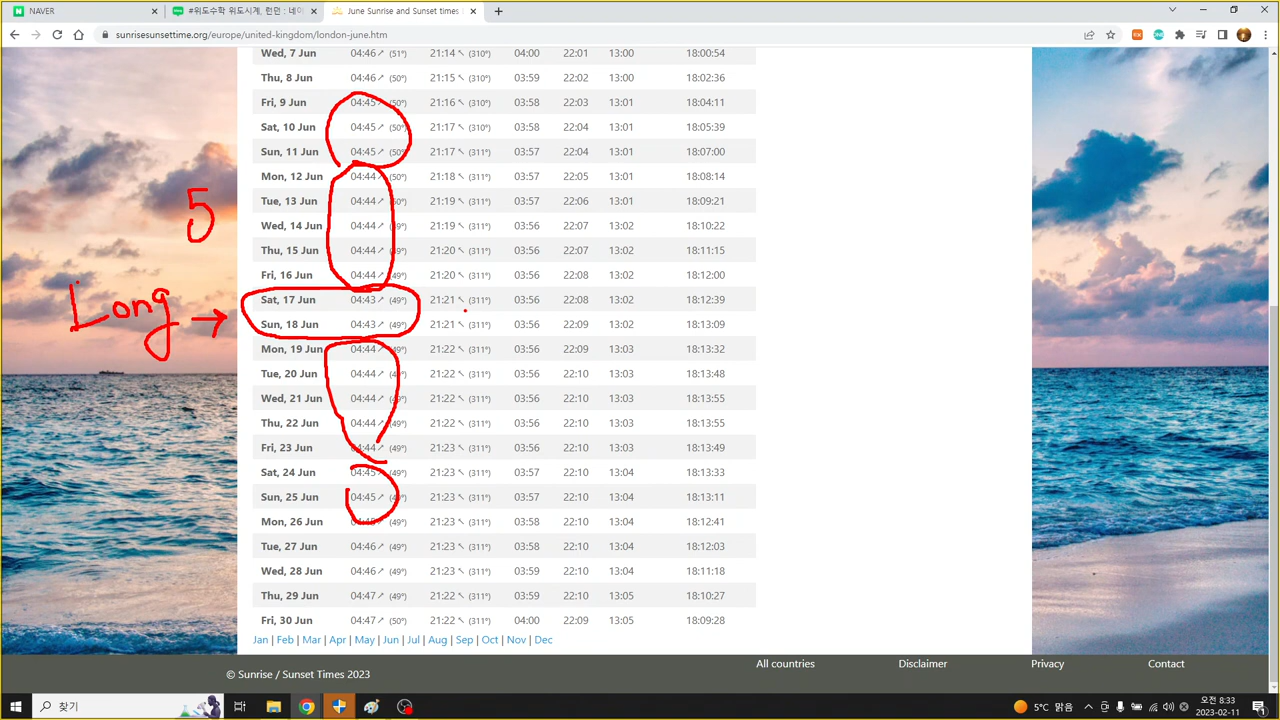 NAVER
#위도수학 위도시계, 런던 : 네이
June Sunrise and Sunset times
sunrisesunsettime.org/europe/united-kingdom/london-june.htm
Wed, 7 Jun 04:46↗ (51°) 21:14↖ (310°) 04:00 22:01 13:00 18:00:54
Thu, 8 Jun 04:46↗ (50°) 21:15↖ (310°) 03:59 22:02 13:00 18:02:36
Fri, 9 Jun 04:45↗ (50°) 21:16↖ (310°) 03:58 22:03 13:01 18:04:11
Sat, 10 Jun 04:45↗ (50°) 21:17↖ (310°) 03:58 22:04 13:01 18:05:39
Sun, 11 Jun 04:45↗ (50°) 21:17↖ (311°) 03:57 22:04 13:01 18:07:00
Mon, 12 Jun 04:44↗ (50°) 21:18↖ (311°) 03:57 22:05 13:01 18:08:14
Tue, 13 Jun 04:44↗ (50°) 21:19↖ (311°) 03:57 22:06 13:01 18:09:21
5
Wed, 14 Jun 04:44↗ (49°) 21:19↖ (311°) 03:56 22:07 13:02 18:10:22
Thu, 15 Jun 04:44↗ (49°) 21:20↖ (311°) 03:56 22:07 13:02 18:11:15
Fri, 16 Jun 04:44↗ (49°) 21:20↖ (311°) 03:56 22:08 13:02 18:12:00
Sat, 17 Jun 04:43↗ (49°) 21:21↖ (311°) 03:56 22:08 13:02 18:12:39
Long →
Sun, 18 Jun 04:43↗ (49°) 21:21↖ (311°) 03:56 22:09 13:02 18:13:09
Mon, 19 Jun 04:44↗ (49°) 21:22↖ (311°) 03:56 22:09 13:03 18:13:32
Tue, 20 Jun 04:44↗ (49°) 21:22↖ (311°) 03:56 22:10 13:03 18:13:48
Wed, 21 Jun 04:44↗ (49°) 21:22↖ (311°) 03:56 22:10 13:03 18:13:55
Thu, 22 Jun 04:44↗ (49°) 21:22↖ (311°) 03:56 22:10 13:03 18:13:55
Fri, 23 Jun 04:44↗ (49°) 21:23↖ (311°) 03:56 22:10 13:03 18:13:49
Sat, 24 Jun 04:45↗ (49°) 21:23↖ (311°) 03:57 22:10 13:04 18:13:33
Sun, 25 Jun 04:45↗ (49°) 21:23↖ (311°) 03:57 22:10 13:04 18:13:11
Mon, 26 Jun 04:45↗ (49°) 21:23↖ (311°) 03:58 22:10 13:04 18:12:41
Tue, 27 Jun 04:46↗ (49°) 21:23↖ (311°) 03:58 22:10 13:04 18:12:03
Wed, 28 Jun 04:46↗ (49°) 21:23↖ (311°) 03:59 22:10 13:04 18:11:18
Thu, 29 Jun 04:47↗ (49°) 21:22↖ (311°) 03:59 22:10 13:05 18:10:27
Fri, 30 Jun 04:47↗ (50°) 21:22↖ (311°) 04:00 22:09 13:05 18:09:28
Jan | Feb | Mar | Apr | May | Jun | Jul | Aug | Sep | Oct | Nov | Dec
All countries Disclaimer Privacy Contact
© Sunrise / Sunset Times 2023
찾기
5°C 맑음
오전 8:33
2023-02-11